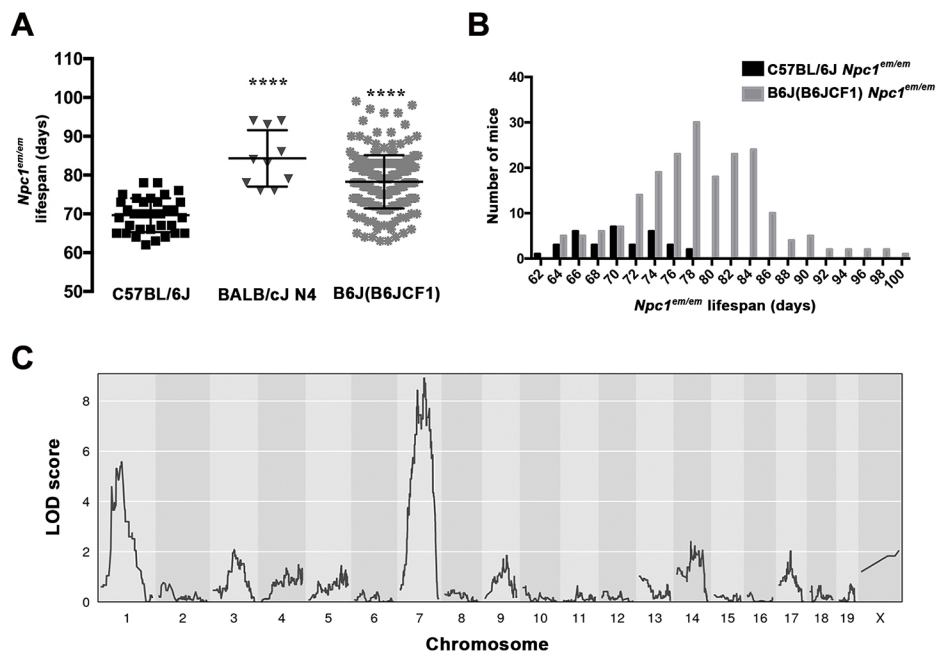 A
Npc1em/em
lifespan (days)
110
100
90
80
70
60
50
****
****
C57BL/6J
BALB/cJ N4
B6J(B6JCF1)
B
C57BL/6J Npc1em/em
B6J(B6JCF1) Npc1em/em
Number of mice
40
30
20
10
0
62 64 66 68 70 72 74 76 78 80 82 84 86 88 90 92 94 96 98 100
Npc1em/em lifespan (days)
C
LOD score
8
6
4
2
0
1 2 3 4 5 6 7 8 9 10 11 12 13 14 15 16 17 18 19 X
Chromosome